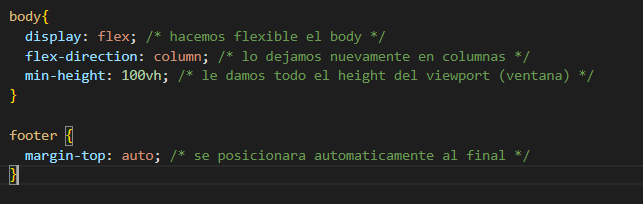 body{
  display: flex; /* hacemos flexible el body */
  flex-direction: column; /* lo dejamos nuevamente en columnas */
  min-height: 100vh; /* le damos todo el height del viewport (ventana) */
}

footer {
  margin-top: auto; /* se posicionara automaticamente al final */
}